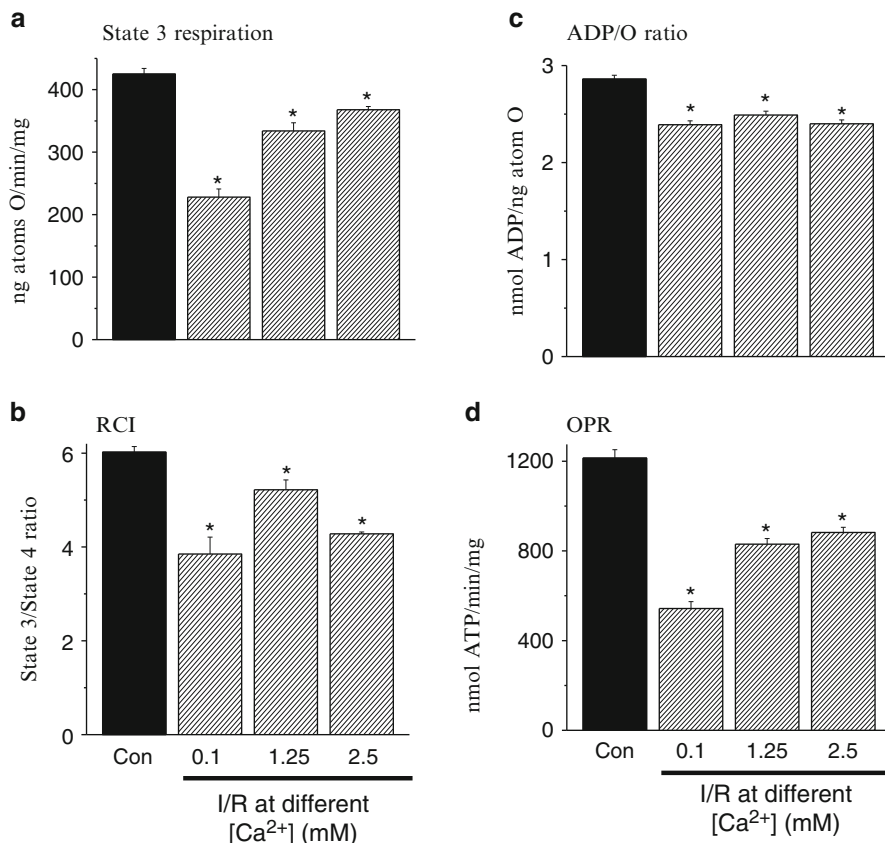 a
State 3 respiration
ng atoms O/min/mg
400
300
200
100
0
*
*
*
b
RCI
State 3/State 4 ratio
6
4
2
0
*
*
*
Con
0.1
1.25
2.5
I/R at different
[Ca²⁺] (mM)
c
ADP/O ratio
nmol ADP/ng atom O
3
2
1
0
*
*
*
d
OPR
nmol ATP/min/mg
1200
800
400
0
*
*
*
Con
0.1
1.25
2.5
I/R at different
[Ca²⁺] (mM)